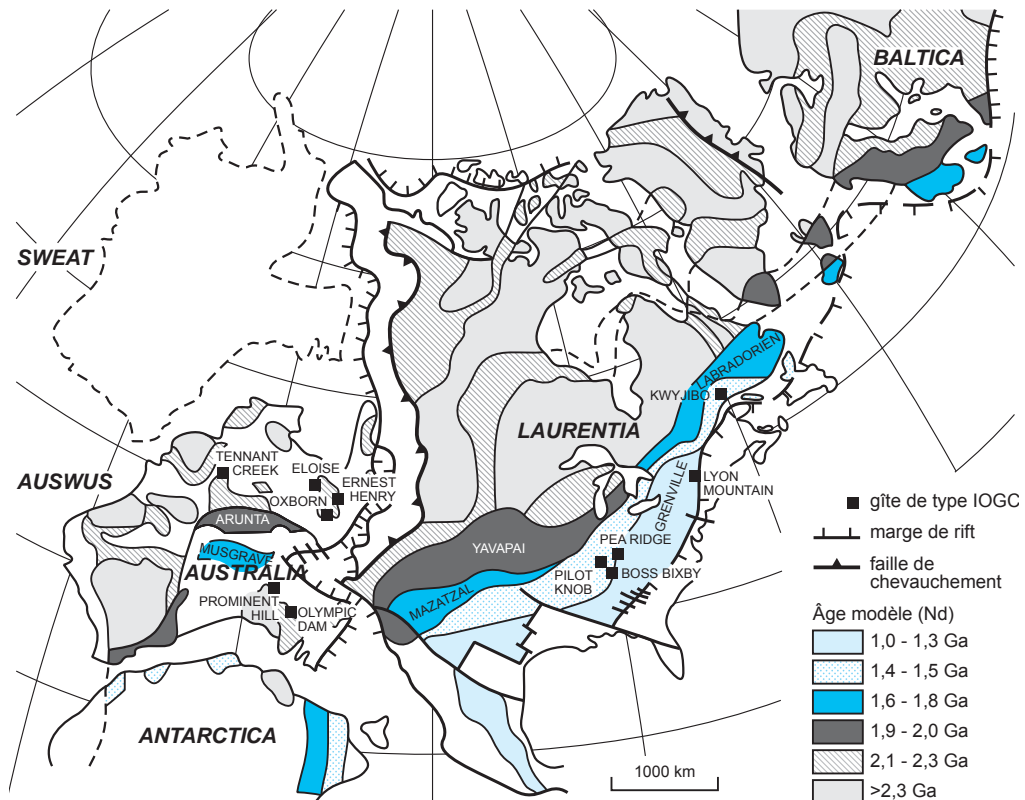 BALTICA
SWEAT
LABRADORIEN
KWYJIBO
LAURENTIA
TENNANT
CREEK
ELOISE
ERNEST
HENRY
AUSWUS
OXBORN
GRENVILLE
LYON
MOUNTAIN
ARUNTA
YAVAPAI
PEA RIDGE
MUSGRAVE
AUSTRALIA
PILOT
KNOB
BOSS BIXBY
MAZATZAL
PROMINENT
HILL
OLYMPIC
DAM
ANTARCTICA
1000 km
gîte de type IOGC
marge de rift
faille de
chevauchement
Âge modèle (Nd)
1,0 - 1,3 Ga
1,4 - 1,5 Ga
1,6 - 1,8 Ga
1,9 - 2,0 Ga
2,1 - 2,3 Ga
>2,3 Ga